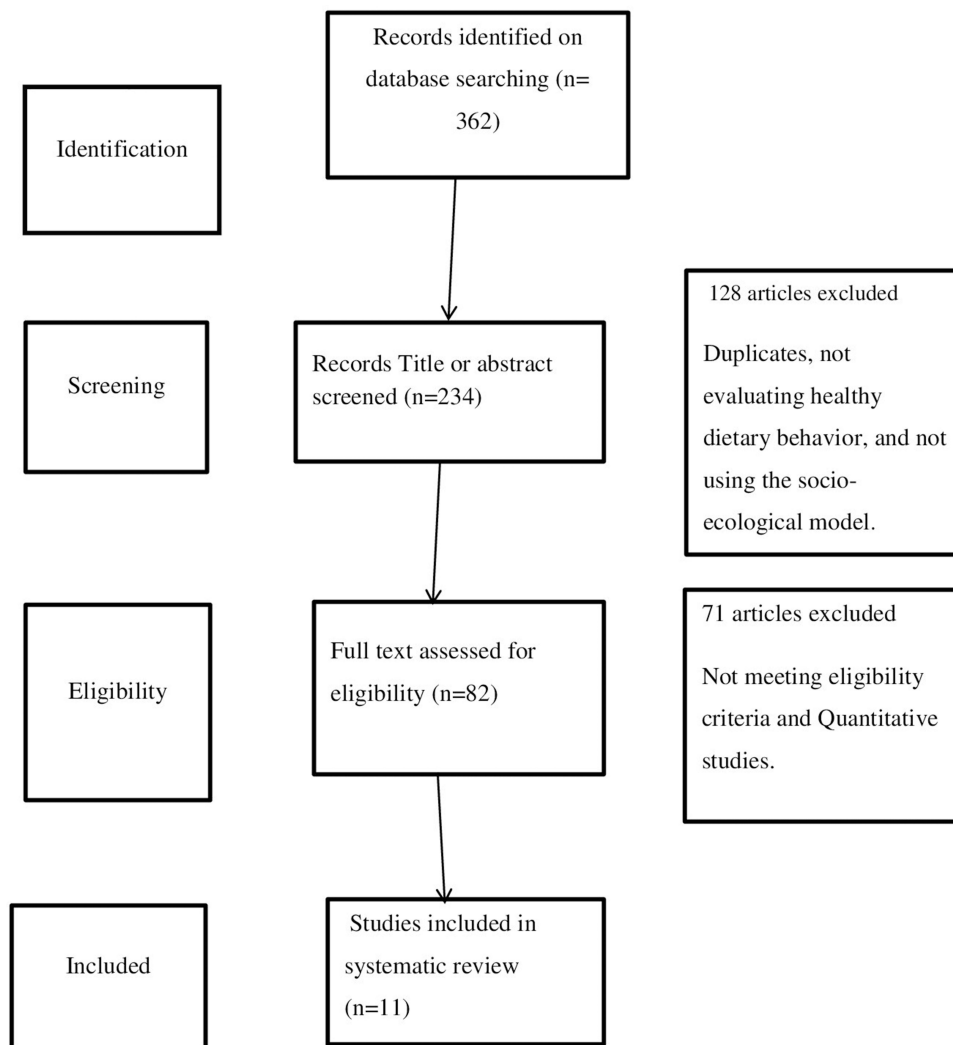 Records identified on
database searching (n=
362)
Identification
128 articles excluded
Duplicates, not
evaluating healthy
dietary behavior, and not
using the socio-
ecological model.
Screening
Records Title or abstract
screened (n=234)
71 articles excluded
Not meeting eligibility
criteria and Quantitative
studies.
Eligibility
Full text assessed for
eligibility (n=82)
Included
Studies included in
systematic review
(n=11)